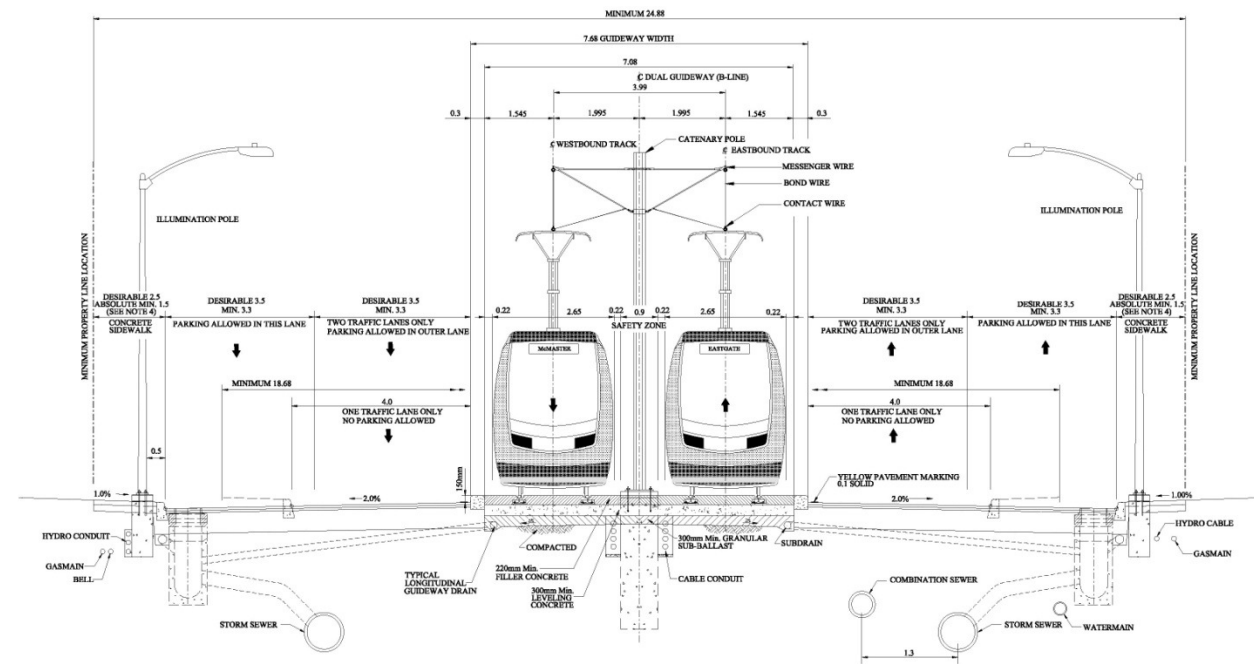 MINIMUM 24.88
7.68 GUIDEWAY WIDTH
7.08
℄ DUAL GUIDEWAY (B-LINE)
3.99
0.3
1.545
1.995
1.995
1.545
0.3
℄ WESTBOUND TRACK
CATENARY POLE
℄ EASTBOUND TRACK
MESSENGER WIRE
BOND WIRE
CONTACT WIRE
ILLUMINATION POLE
ILLUMINATION POLE
MINIMUM PROPERTY LINE LOCATION
MINIMUM PROPERTY LINE LOCATION
DESIRABLE 2.5
ABSOLUTE MIN. 1.5
(SEE NOTE 4)
CONCRETE
SIDEWALK
DESIRABLE 3.5
MIN. 3.3
PARKING ALLOWED IN THIS LANE
DESIRABLE 3.5
MIN. 3.3
TWO TRAFFIC LANES ONLY
PARKING ALLOWED IN OUTER LANE
0.22
2.65
0.22
0.9
0.22
2.65
0.22
SAFETY ZONE
DESIRABLE 3.5
MIN. 3.3
TWO TRAFFIC LANES ONLY
PARKING ALLOWED IN OUTER LANE
DESIRABLE 3.5
MIN. 3.3
PARKING ALLOWED IN THIS LANE
DESIRABLE 2.5
ABSOLUTE MIN. 1.5
(SEE NOTE 4)
CONCRETE
SIDEWALK
McMASTER
EASTGATE
MINIMUM 18.68
4.0
ONE TRAFFIC LANE ONLY
NO PARKING ALLOWED
MINIMUM 18.68
4.0
ONE TRAFFIC LANE ONLY
NO PARKING ALLOWED
0.5
150mm
YELLOW PAVEMENT MARKING
0.1 SOLID
1.0%
2.0%
2.0%
1.00%
HYDRO CONDUIT
GASMAIN
BELL
COMPACTED
TYPICAL
LONGITUDINAL
GUIDEWAY DRAIN
220mm Min.
FILLER CONCRETE
300mm Min.
LEVELING
CONCRETE
300mm Min. GRANULAR
SUB-BALLAST
CABLE CONDUIT
SUBDRAIN
HYDRO CABLE
GASMAIN
COMBINATION SEWER
STORM SEWER
STORM SEWER
WATERMAIN
1.3